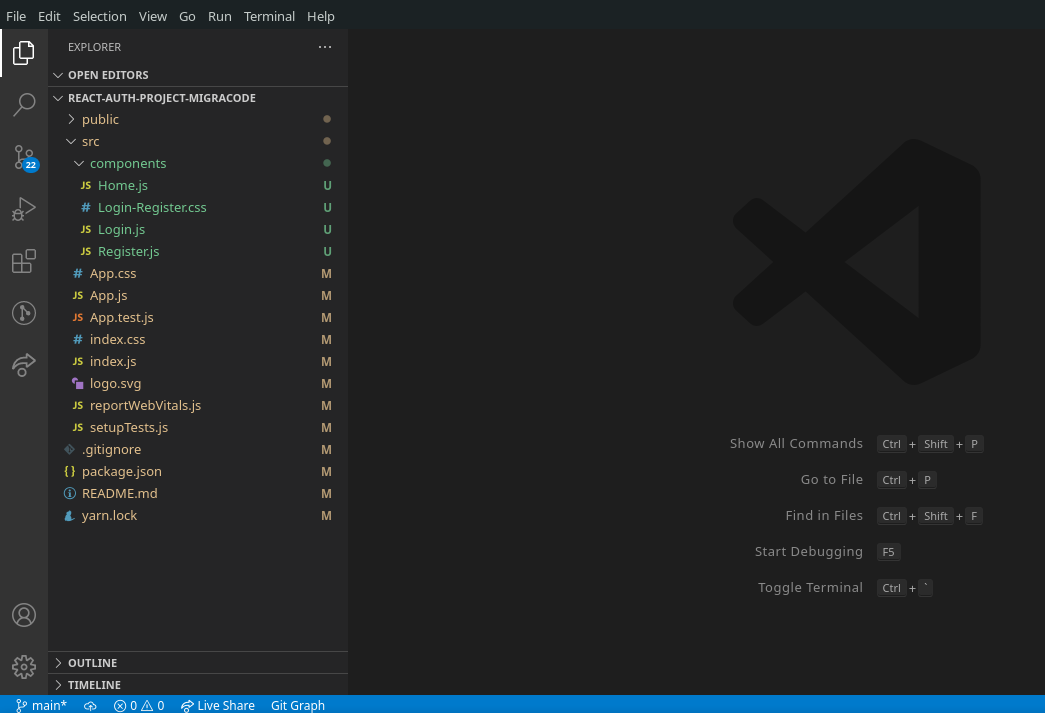 File Edit Selection View Go Run Terminal Help
EXPLORER ...
OPEN EDITORS
REACT-AUTH-PROJECT-MIGRACODE
public
src
components
JS Home.js U
# Login-Register.css U
JS Login.js U
JS Register.js U
# App.css M
JS App.js M
JS App.test.js M
# index.css M
JS index.js M
logo.svg M
JS reportWebVitals.js M
JS setupTests.js M
.gitignore M
{ } package.json M
README.md M
yarn.lock M
22
Show All Commands Ctrl + Shift + P
Go to File Ctrl + P
Find in Files Ctrl + Shift + F
Start Debugging F5
Toggle Terminal Ctrl + `
OUTLINE
TIMELINE
main* 0 0 Live Share Git Graph